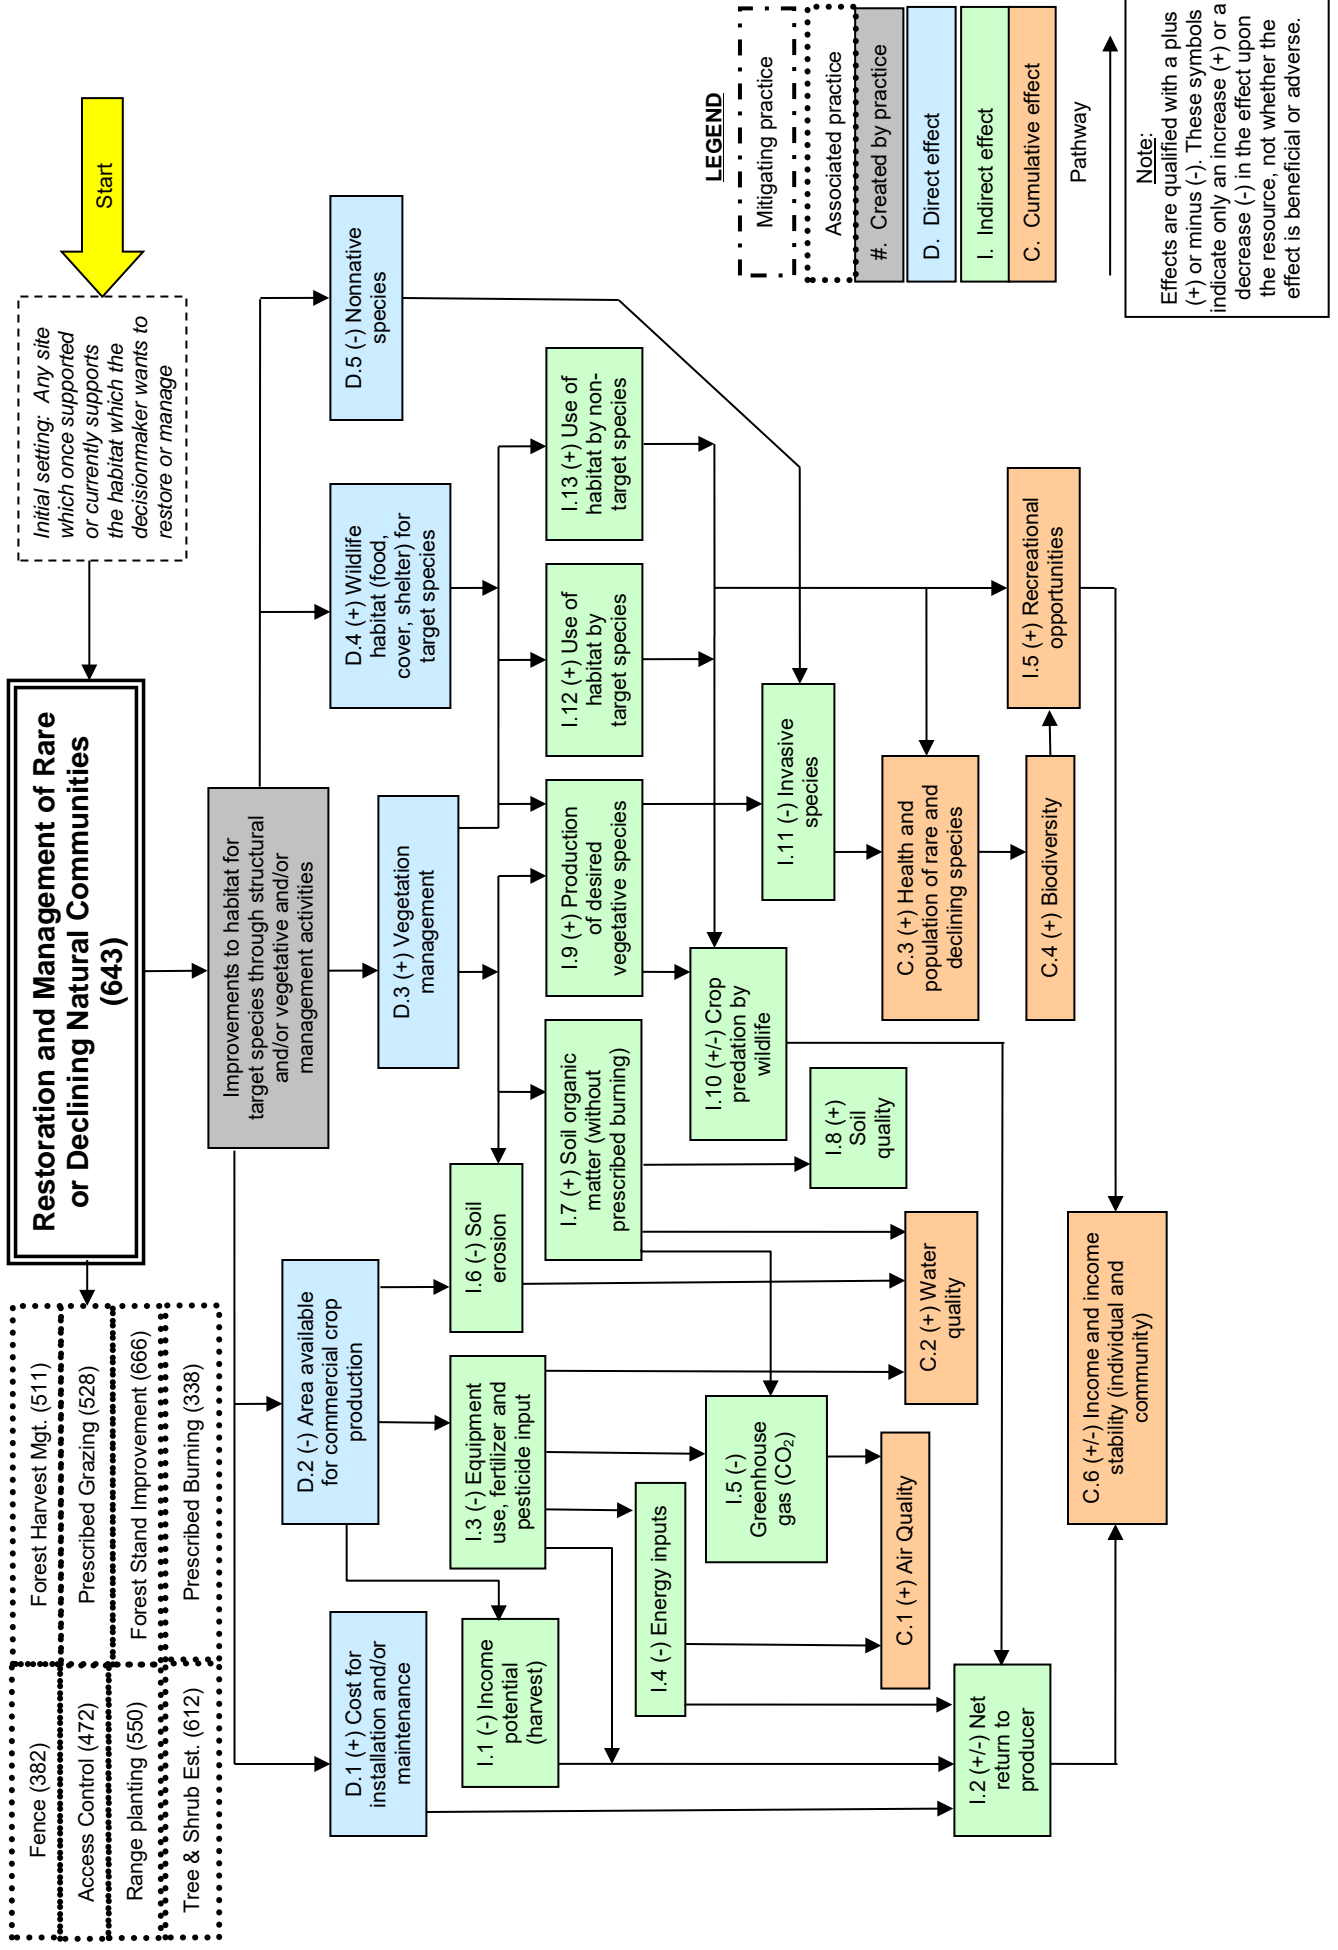 Start
Initial setting: Any site
which once supported
or currently supports
the habitat which the
decisionmaker wants to
restore or manage
Restoration and Management of Rare
or Declining Natural Communities
(643)
Fence (382)
Forest Harvest Mgt. (511)
Access Control (472)
Prescribed Grazing (528)
Range planting (550)
Forest Stand Improvement (666)
Tree & Shrub Est. (612)
Prescribed Burning (338)
Improvements to habitat for
target species through structural
and/or vegetative and/or
management activities
D.1 (+) Cost for
installation and/or
maintenance
D.2 (-) Area available
for commercial crop
production
D.3 (+) Vegetation
management
D.4 (+) Wildlife
habitat (food,
cover, shelter) for
target species
D.5 (-) Nonnative
species
I.1 (-) Income
potential
(harvest)
I.3 (-) Equipment
use, fertilizer and
pesticide input
I.6 (-) Soil
erosion
I.7 (+) Soil organic
matter (without
prescribed burning)
I.9 (+) Production
of desired
vegetative species
I.12 (+) Use of
habitat by
target species
I.13 (+) Use of
habitat by non-
target species
I.4 (-) Energy inputs
I.5 (-)
Greenhouse
gas (CO₂)
I.10 (+/-) Crop
predation by
wildlife
I.11 (-) Invasive
species
I.8 (+)
Soil
quality
C.1 (+) Air Quality
C.2 (+) Water
quality
C.3 (+) Health and
population of rare and
declining species
I.2 (+/-) Net
return to
producer
C.4 (+) Biodiversity
I.5 (+) Recreational
opportunities
C.6 (+/-) Income and income
stability (individual and
community)
LEGEND
Mitigating practice
Associated practice
#. Created by practice
D. Direct effect
I. Indirect effect
C. Cumulative effect
Pathway
Note:
Effects are qualified with a plus
(+) or minus (-). These symbols
indicate only an increase (+) or a
decrease (-) in the effect upon
the resource, not whether the
effect is beneficial or adverse.